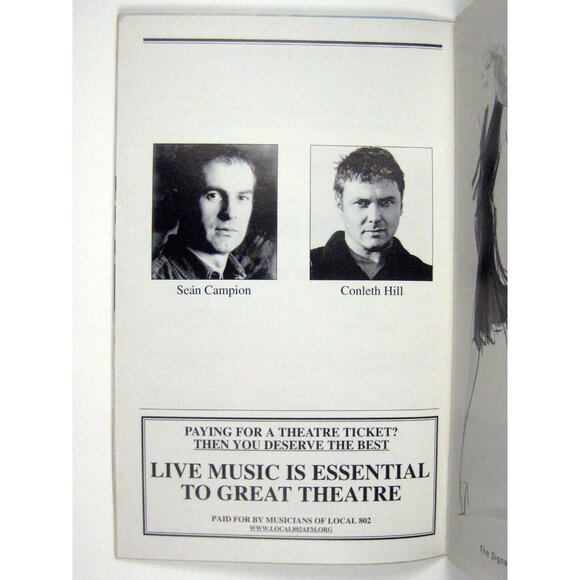 Seán Campion
Conleth Hill
PAYING FOR A THEATRE TICKET?
THEN YOU DESERVE THE BEST
LIVE MUSIC IS ESSENTIAL
TO GREAT THEATRE
PAID FOR BY MUSICIANS OF LOCAL 802
WWW.LOCAL802AFM.ORG
The